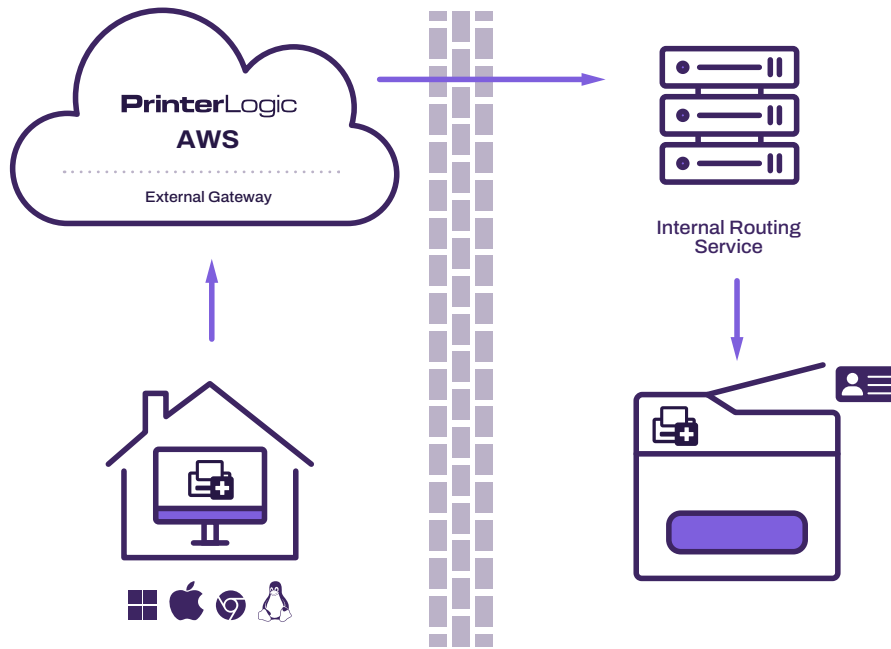 PrinterLogic
AWS
External Gateway
Internal Routing
Service